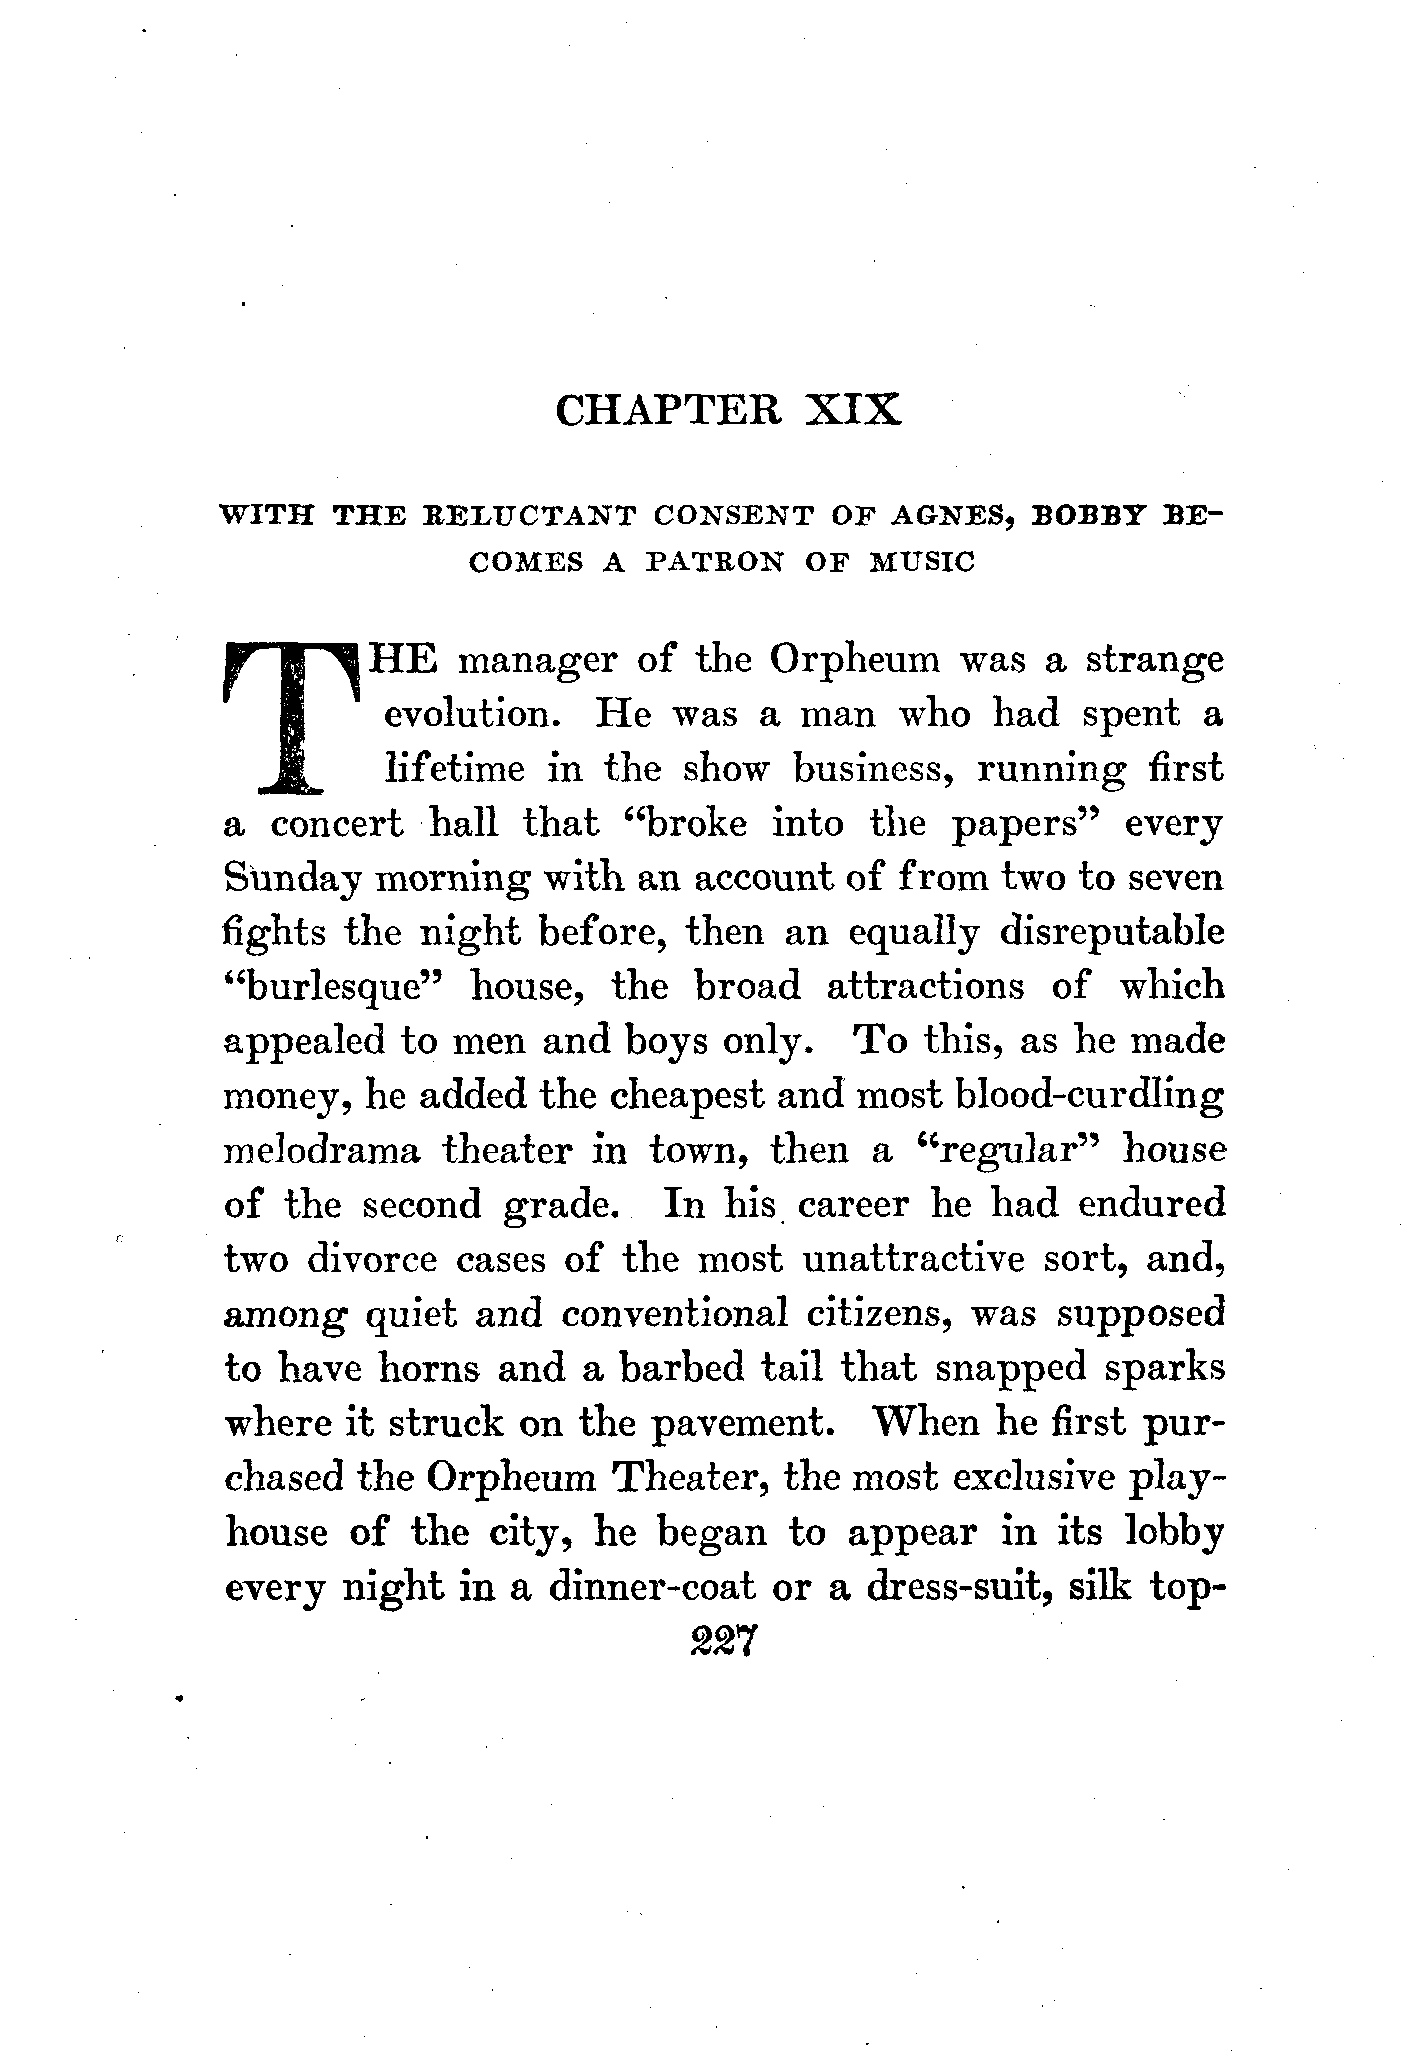 CHAPTER XIX
WITH THE RELUCTANT CONSENT OF AGNES, BOBBY BE-
COMES A PATRON OF MUSIC
THE manager of the Orpheum was a strange
evolution. He was a man who had spent a
lifetime in the show business, running first
a concert hall that “broke into the papers” every
Sunday morning with an account of from two to seven
fights the night before, then an equally disreputable
“burlesque” house, the broad attractions of which
appealed to men and boys only. To this, as he made
money, he added the cheapest and most blood-curdling
melodrama theater in town, then a “regular” house
of the second grade. In his career he had endured
two divorce cases of the most unattractive sort, and,
among quiet and conventional citizens, was supposed
to have horns and a barbed tail that snapped sparks
where it struck on the pavement. When he first pur-
chased the Orpheum Theater, the most exclusive play-
house of the city, he began to appear in its lobby
every night in a dinner-coat or a dress-suit, silk top-
227